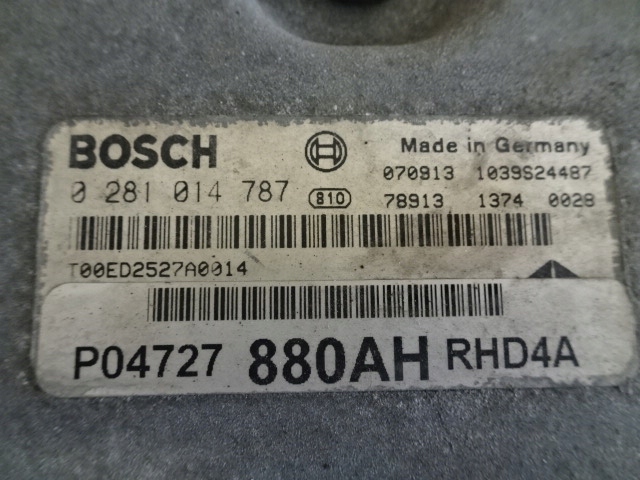 BOSCH Made in Germany
070913 1039S24487
0 281 014 787 810 78913 1374 0028
T00ED2527A0014
P04727 880AH RHD4A